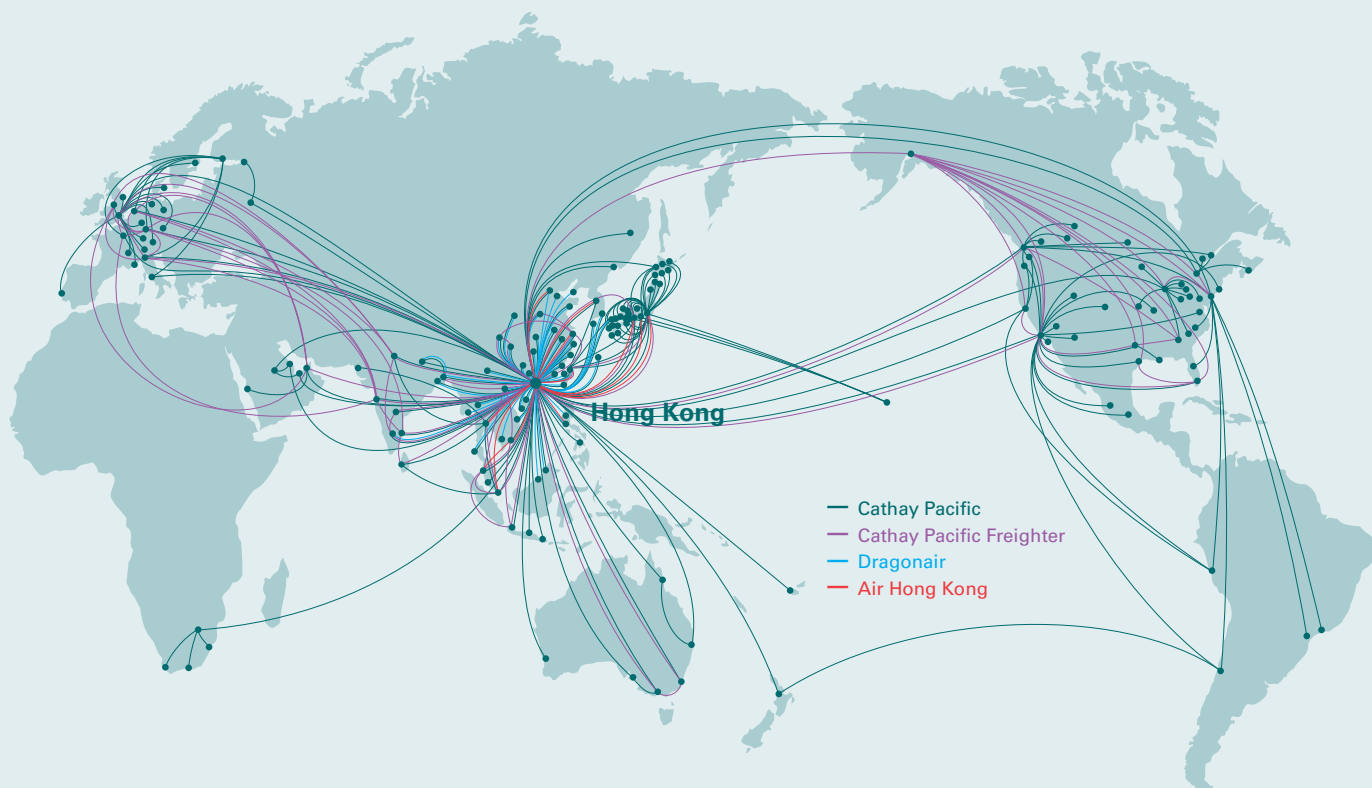 Hong Kong
Cathay Pacific
Cathay Pacific Freighter
Dragonair
Air Hong Kong